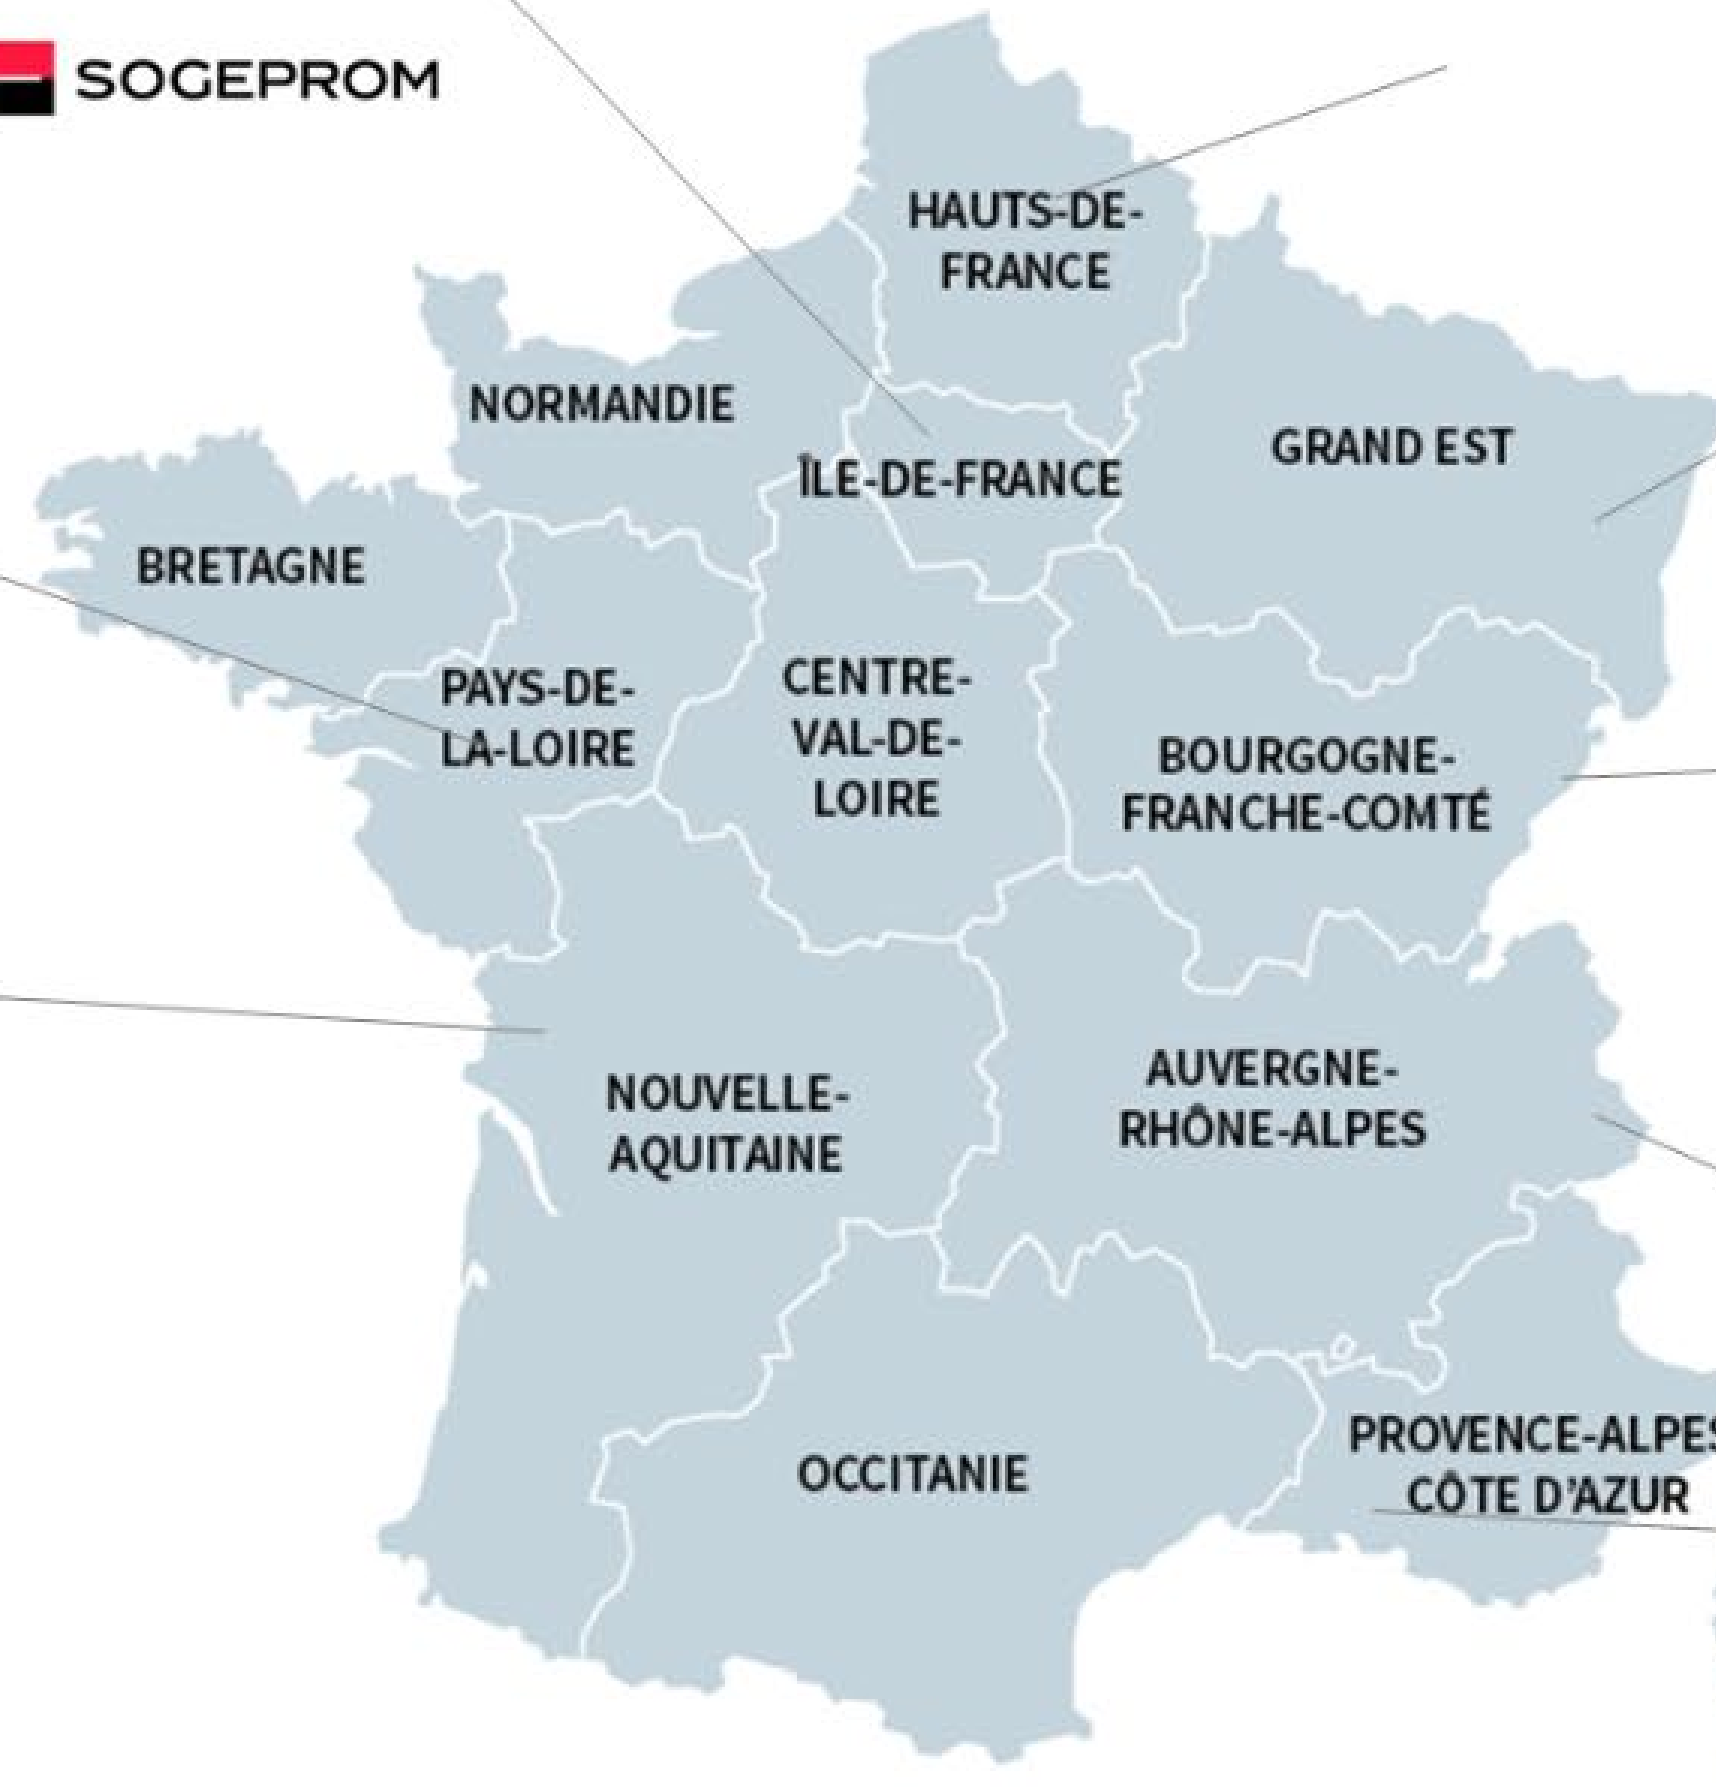 SOGEPROM
HAUTS-DE-
FRANCE
NORMANDIE
GRAND EST
ÎLE-DE-FRANCE
BRETAGNE
PAYS-DE-
LA-LOIRE
CENTRE-
VAL-DE-
LOIRE
BOURGOGNE-
FRANCHE-COMTÉ
NOUVELLE-
AQUITAINE
AUVERGNE-
RHÔNE-ALPES
PROVENCE-ALPES
CÔTE D'AZUR
OCCITANIE